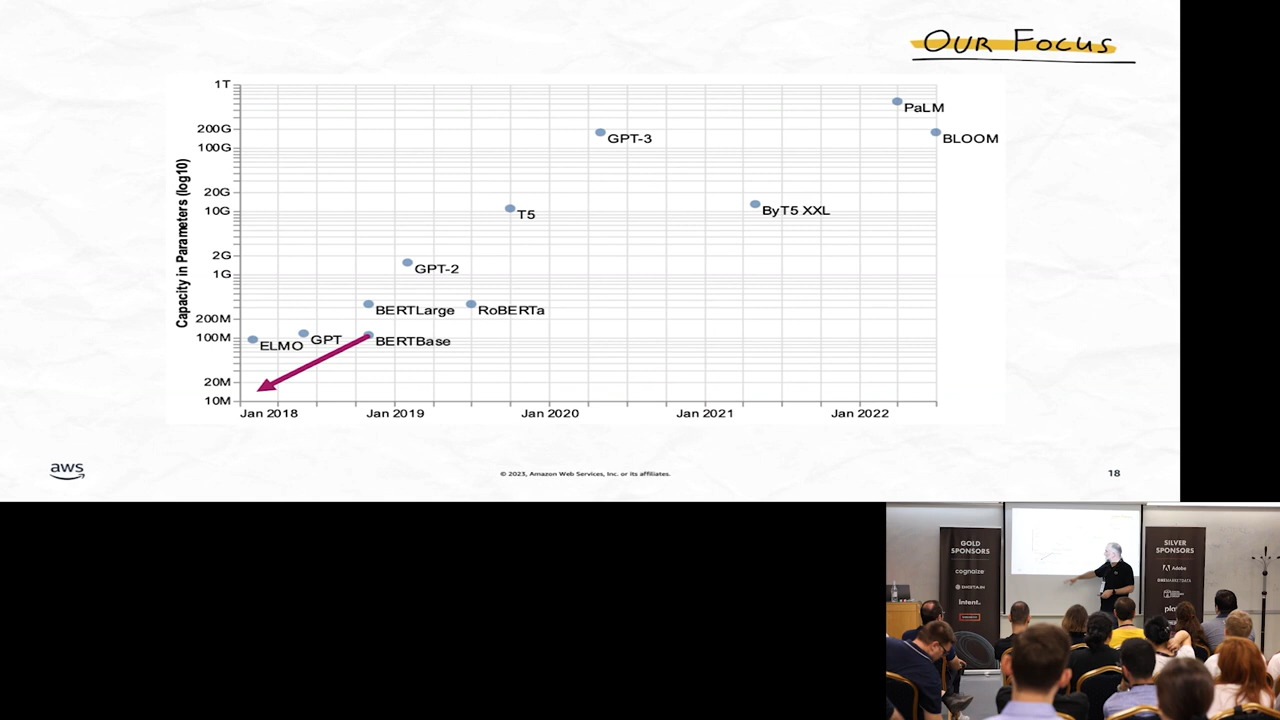 OUR FOCUS
1T
PaLM
200G
GPT-3
BLOOM
100G
20G
ByT5 XXL
10G
T5
2G
GPT-2
1G
BERTLarge
RoBERTa
200M
100M
GPT
BERTBase
ELMO
20M
10M
Capacity in Parameters (log10)
Jan 2018
Jan 2019
Jan 2020
Jan 2021
Jan 2022
aws
© 2023, Amazon Web Services, Inc. or its affiliates.
18
GOLD
SPONSORS
cognaize
DIGITAIN
intent.
SILVER
SPONSORS
Adobe